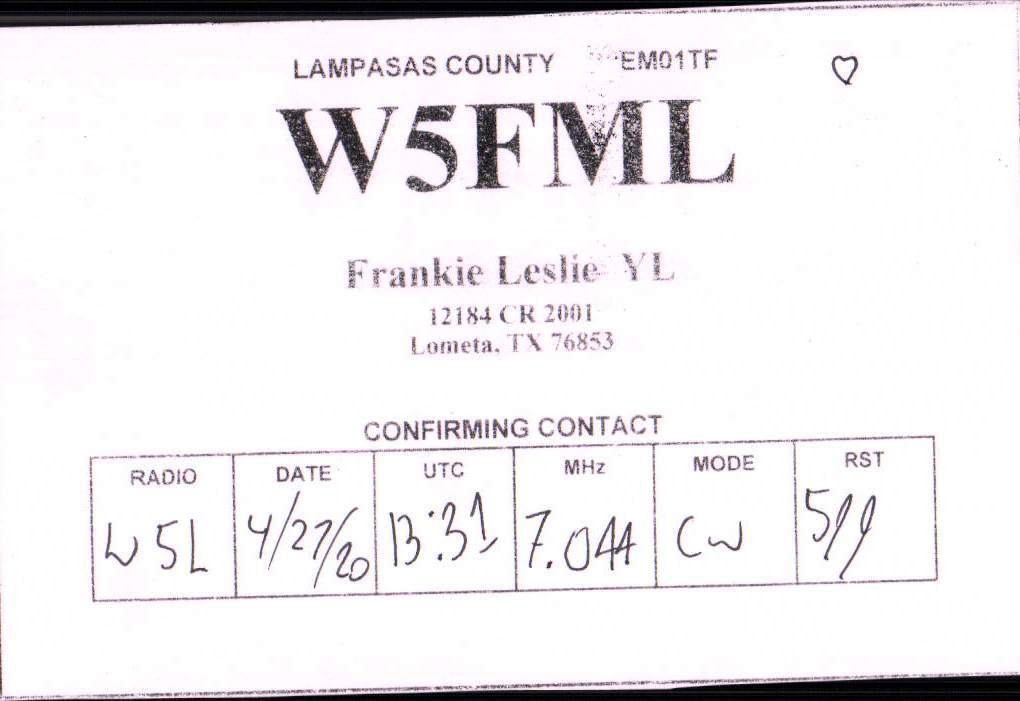 LAMPASAS COUNTY EM01TF ♡
W5FML
Frankie Leslie YL
12184 CR 2001
Lometa, TX 76853
CONFIRMING CONTACT
RADIO DATE UTC MHz MODE RST
W5L 4/27/20 13:31 7.044 CW 599